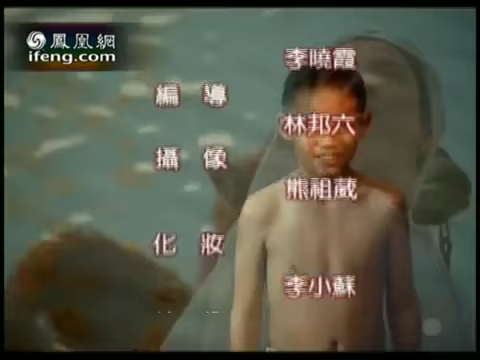 鳳凰網
ifeng.com
李曉霞
編 導
林邦六
攝 像
熊祖葳
化 妝
李小蘇